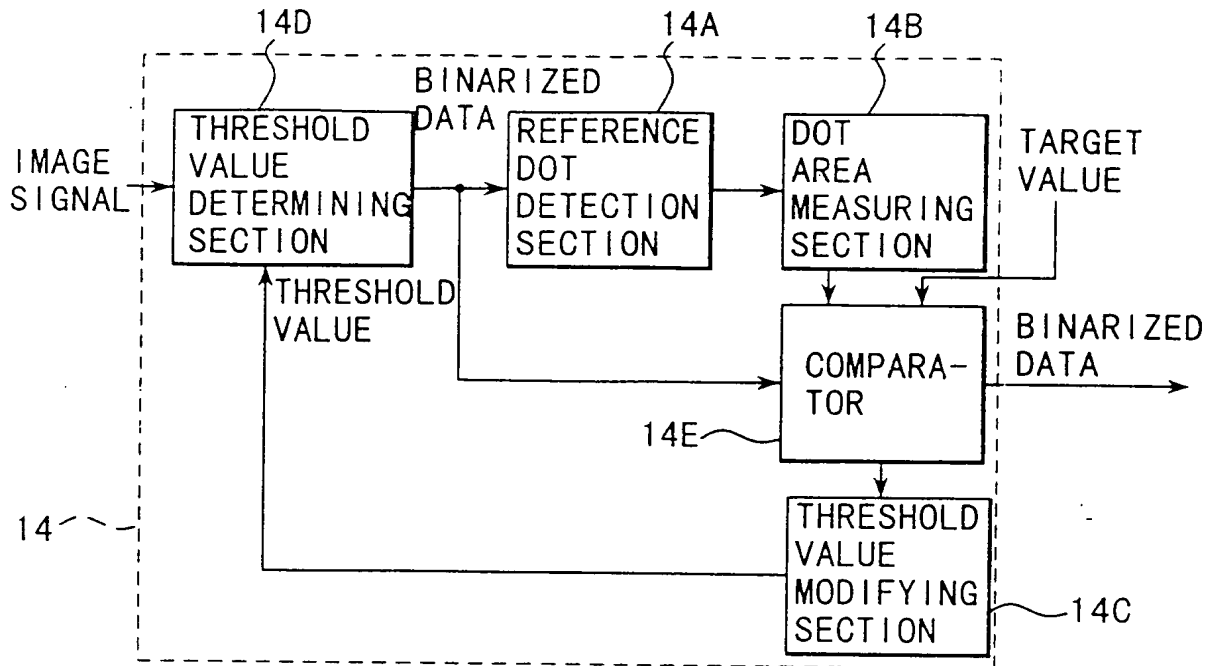 14D
14A
14B
BINARIZED
DATA
THRESHOLD
VALUE
DETERMINING
SECTION
REFERENCE
DOT
DETECTION
SECTION
DOT
AREA
MEASURING
SECTION
TARGET
VALUE
IMAGE
SIGNAL
THRESHOLD
VALUE
COMPARA-
TOR
BINARIZED
DATA
14E
14
THRESHOLD
VALUE
MODIFYING
SECTION
14C